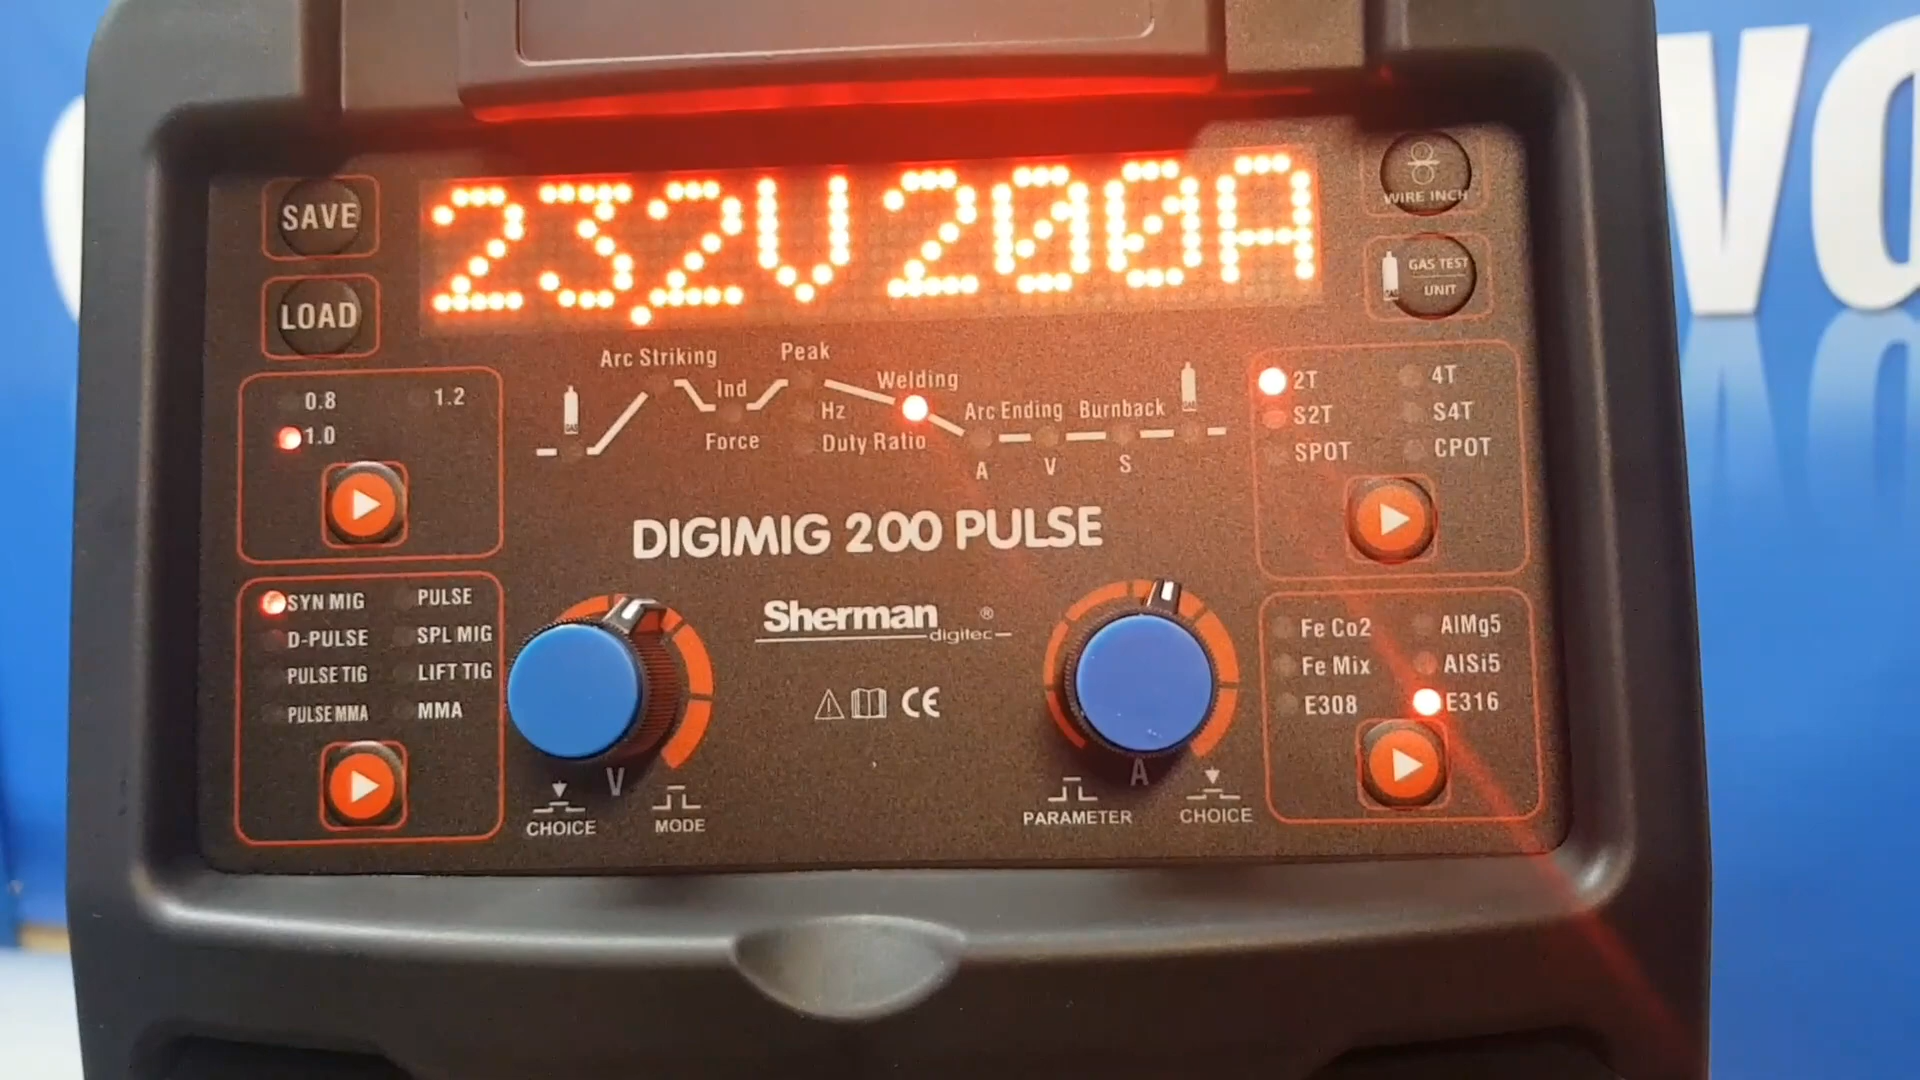 SAVE
23,2V 200A
WIRE INCH
LOAD
GAS TEST
UNIT
GAS
Arc Striking
Peak
Ind
Welding
Hz
Arc Ending
Burnback
Force
Duty Ratio
A
V
S
GAS
0.8
1.2
1.0
2T
4T
S2T
S4T
SPOT
CPOT
DIGIMIG 200 PULSE
Sherman ®
digitec
CE
SYN MIG
PULSE
D-PULSE
SPL MIG
PULSE TIG
LIFT TIG
PULSE MMA
MMA
Fe Co2
AlMg5
Fe Mix
AlSi5
E308
E316
V
CHOICE
MODE
A
PARAMETER
CHOICE